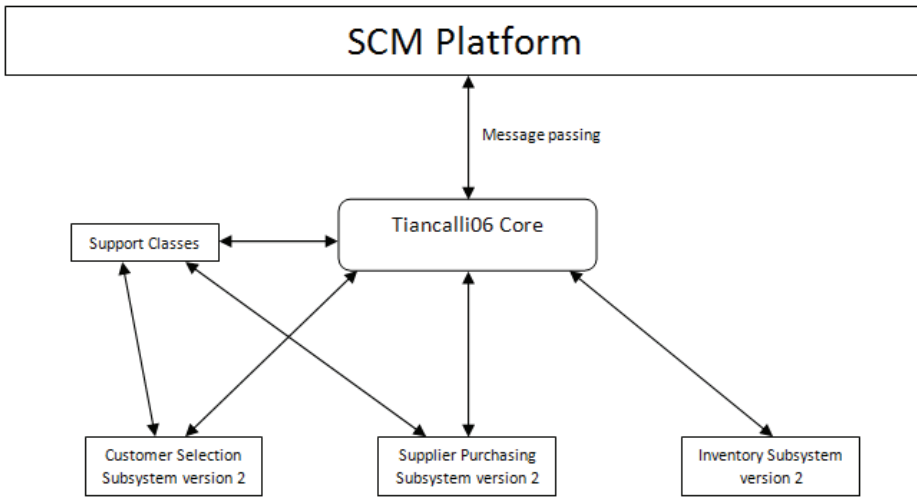 SCM Platform
Message passing
Tiancalli06 Core
Support Classes
Customer Selection
Subsystem version 2
Supplier Purchasing
Subsystem version 2
Inventory Subsystem
version 2